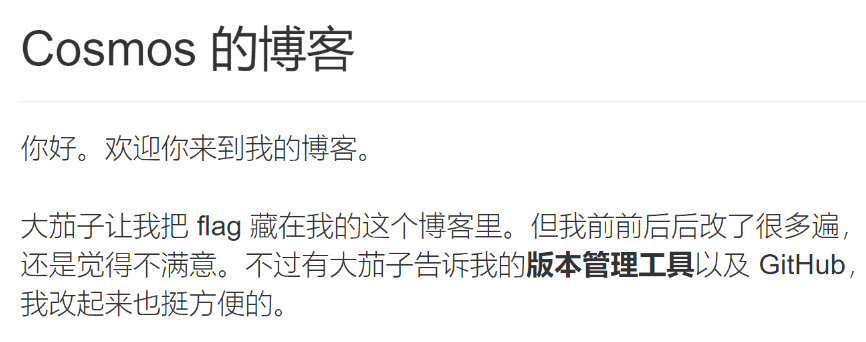 Cosmos 的博客
你好。欢迎你来到我的博客。
大茄子让我把 flag 藏在我的这个博客里。但我前前后后改了很多遍，
还是觉得不满意。不过有大茄子告诉我的版本管理工具以及 GitHub，
我改起来也挺方便的。